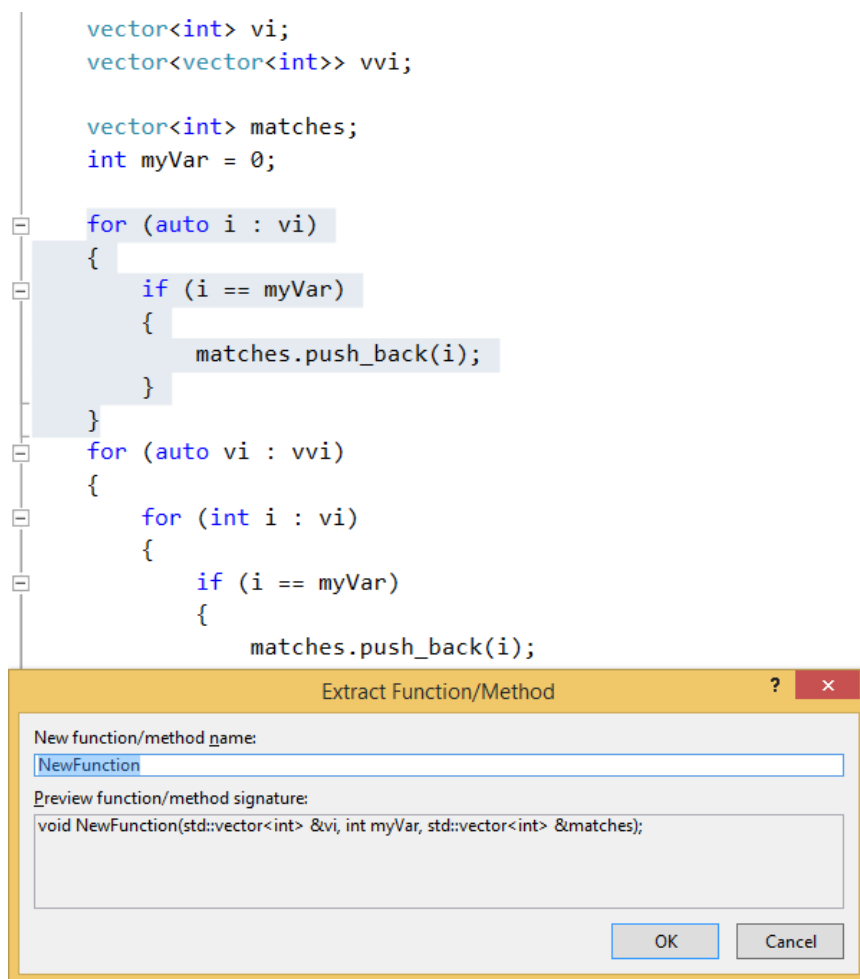 vector<int> vi;
vector<vector<int>> vvi;
vector<int> matches;
int myVar = 0;
for (auto i : vi)
{
if (i == myVar)
{
matches.push_back(i);
}
}
for (auto vi : vvi)
{
for (int i : vi)
{
if (i == myVar)
{
matches.push_back(i);
Extract Function/Method
?
×
New function/method name:
NewFunction
Preview function/method signature:
void NewFunction(std::vector<int> &vi, int myVar, std::vector<int> &matches);
OK
Cancel